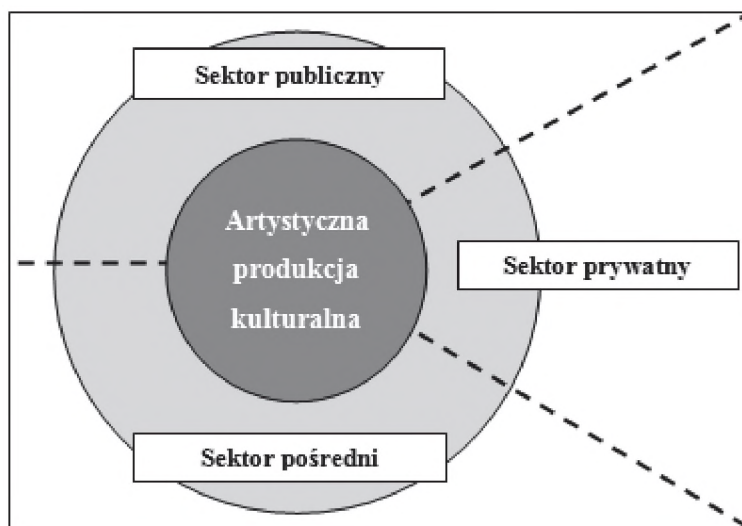 Sektor publiczny
Artystyczna
produkcja
kulturalna
Sektor prywatny
Sektor pośredni